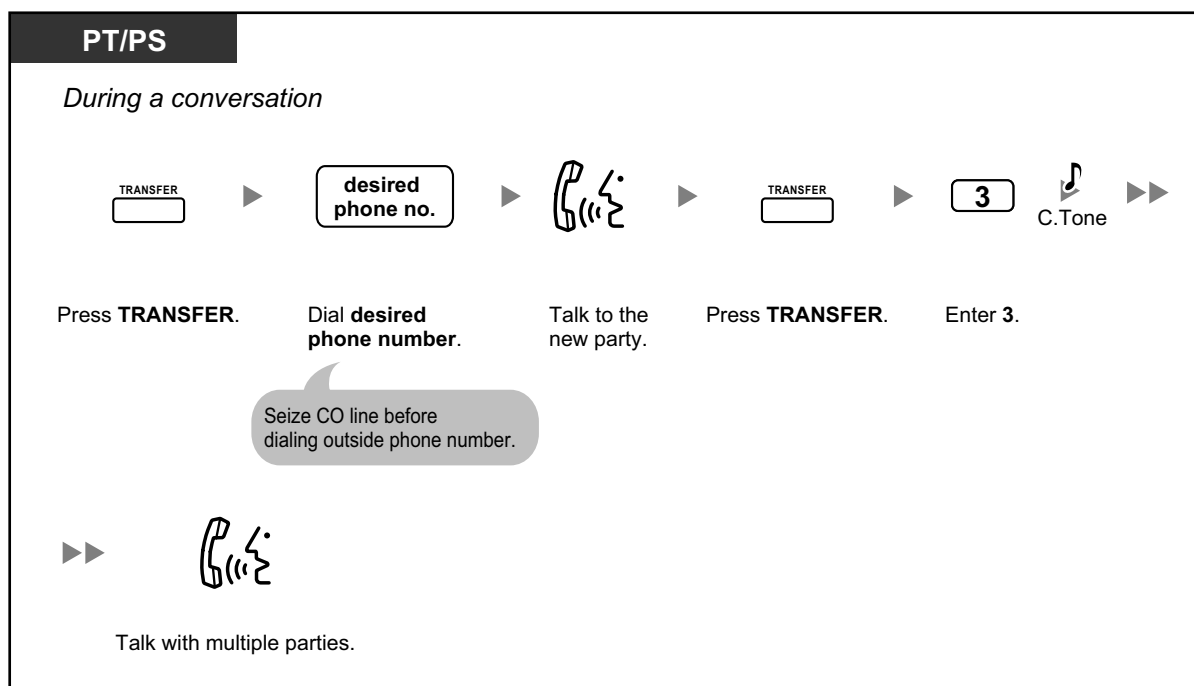 PT/PS
During a conversation
TRANSFER
desired
phone no.
TRANSFER
3
C.Tone
Press TRANSFER.
Dial desired
phone number.
Talk to the
new party.
Press TRANSFER.
Enter 3.
Seize CO line before
dialing outside phone number.
Talk with multiple parties.